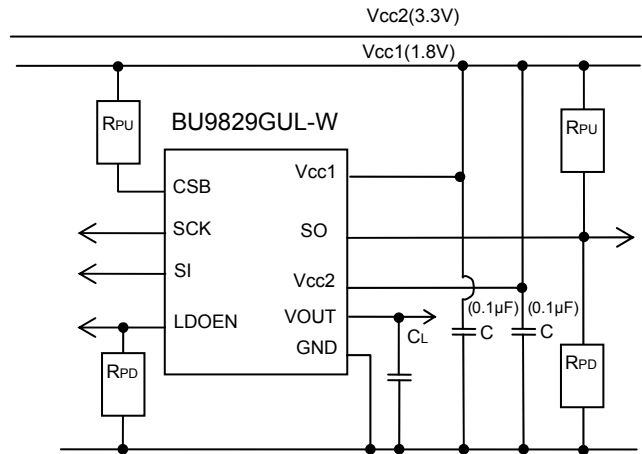 Vcc2(3.3V)
Vcc1(1.8V)
RPU
BU9829GUL-W
RPU
CSB
Vcc1
SCK
SO
SI
Vcc2
(0.1µF)
(0.1µF)
LDOEN
VOUT
CL
C
C
GND
RPD
RPD